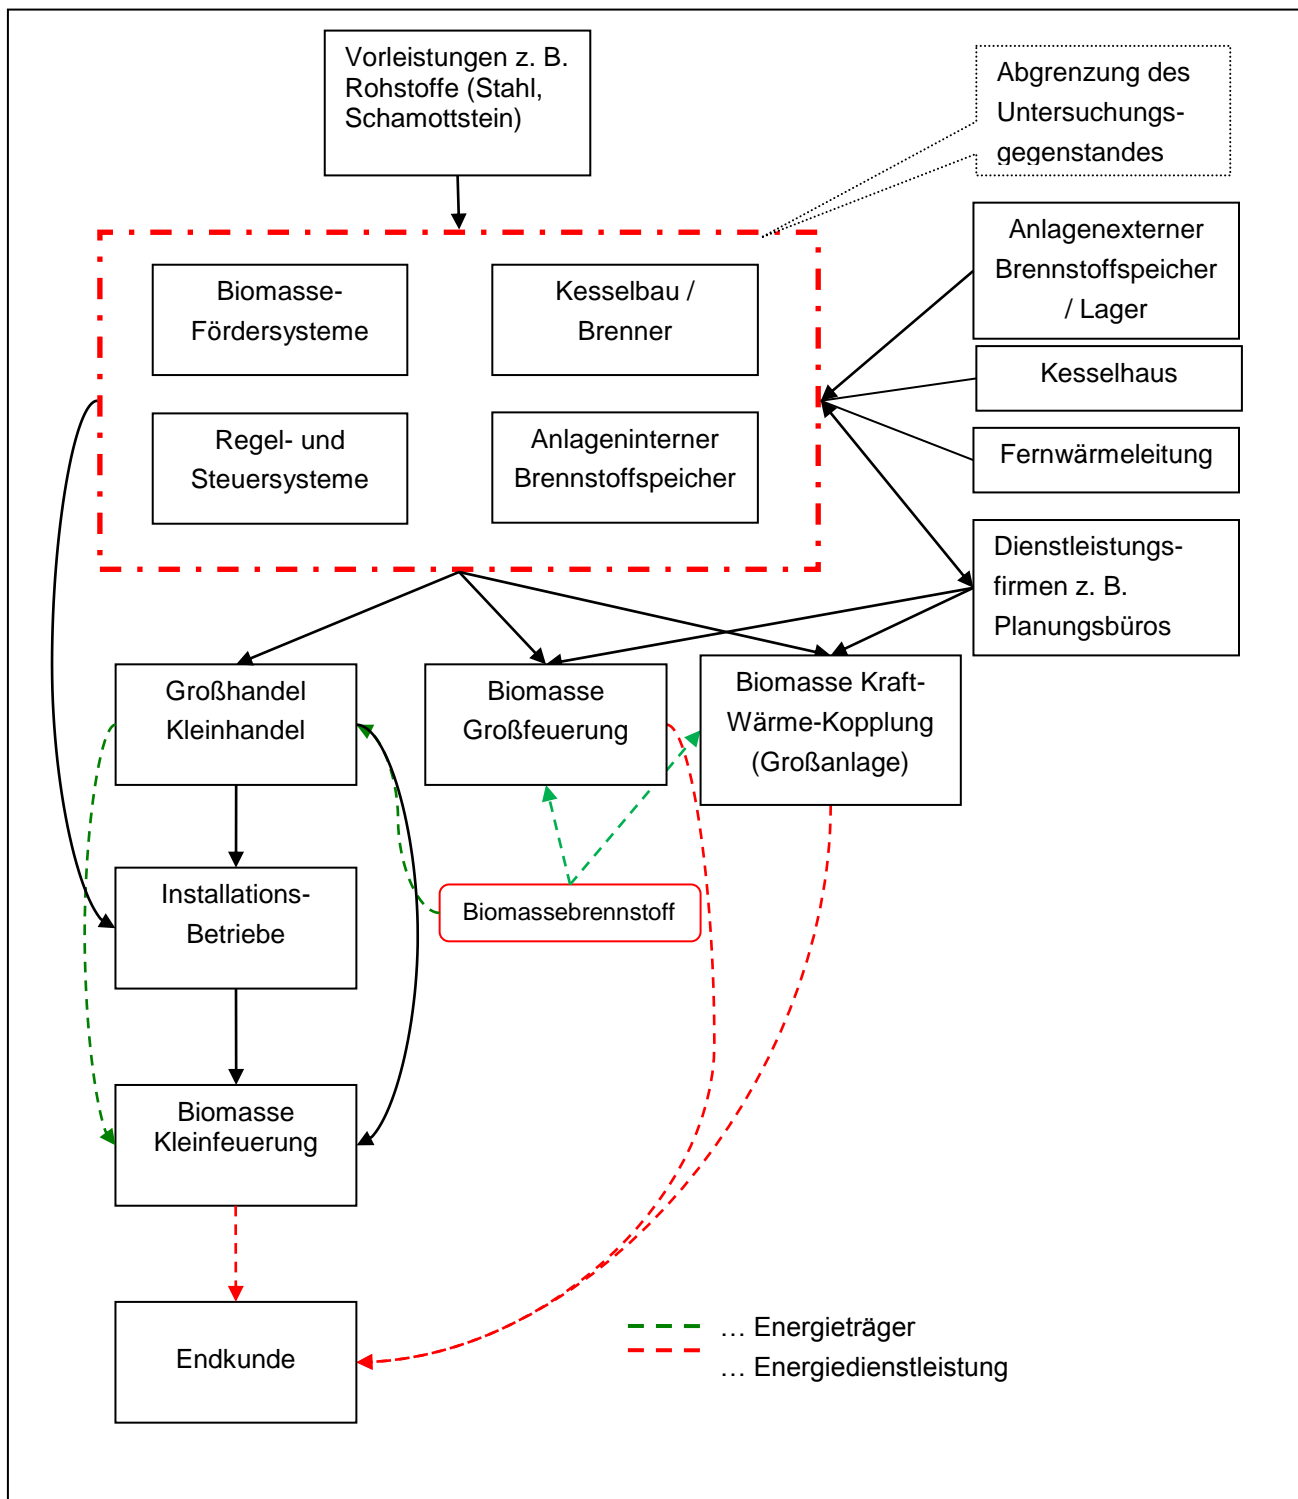 Vorleistungen z. B.
Rohstoffe (Stahl,
Schamottstein)
Abgrenzung des
Untersuchungs-
gegenstandes
Anlagenexterner
Brennstoffspeicher
/ Lager
Biomasse-
Fördersysteme
Kesselbau /
Brenner
Kesselhaus
Regel- und
Steuersysteme
Anlageninterner
Brennstoffspeicher
Fernwärmeleitung
Dienstleistungs-
firmen z. B.
Planungsbüros
Großhandel
Kleinhandel
Biomasse
Großfeuerung
Biomasse Kraft-
Wärme-Kopplung
(Großanlage)
Installations-
Betriebe
Biomassebrennstoff
Biomasse
Kleinfeuerung
Endkunde
… Energieträger
… Energiedienstleistung